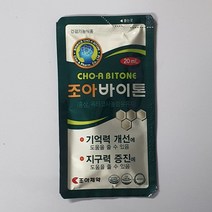 건강기능식품
CHO-A BITONE
20mL
조아바이톤
기억력 개선에
도움을 줄 수 있음
지구력 증진에
도움을 줄 수 있음
조아제약